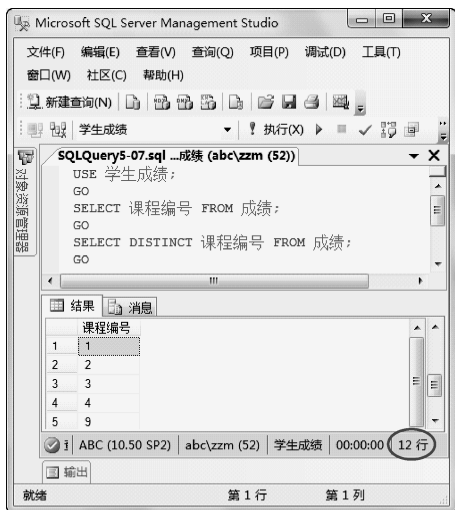 Microsoft SQL Server Management Studio
文件(F) 编辑(E) 查看(V) 查询(Q) 项目(P) 调试(D) 工具(T)
窗口(W) 社区(C) 帮助(H)
新建查询(N)
学生成绩 执行(X)
对象资源管理器
SQLQuery5-07.sql ...成绩 (abc\zzm (52))
USE 学生成绩;
GO
SELECT 课程编号 FROM 成绩;
GO
SELECT DISTINCT 课程编号 FROM 成绩;
GO
结果 消息
课程编号
1 1
2 2
3 3
4 4
5 9
ABC (10.50 SP2) abc\zzm (52) 学生成绩 00:00:00 12 行
输出
就绪 第 1 行 第 1 列